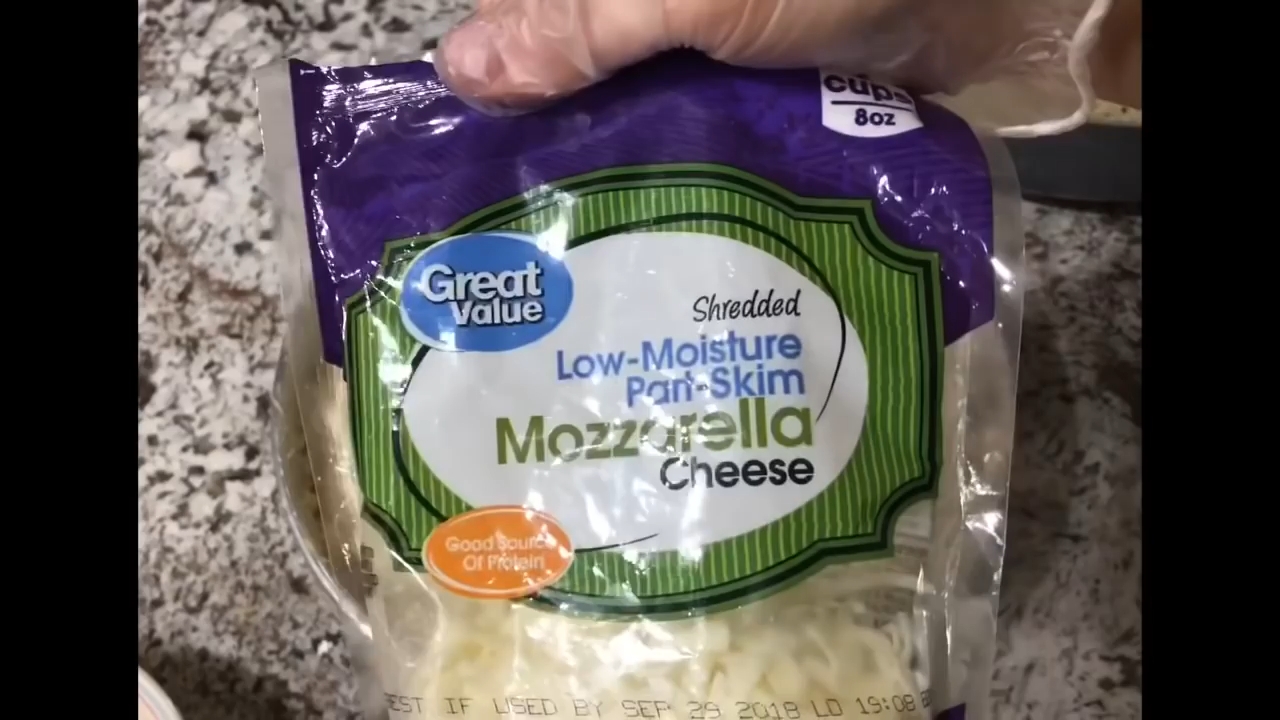 cups
8oz
Great
Value
Shredded
Low-Moisture
Part-Skim
Mozzarella
Cheese
Good Source
Of Protein
EST IF USED BY SEP 29 2018 LD 19:08